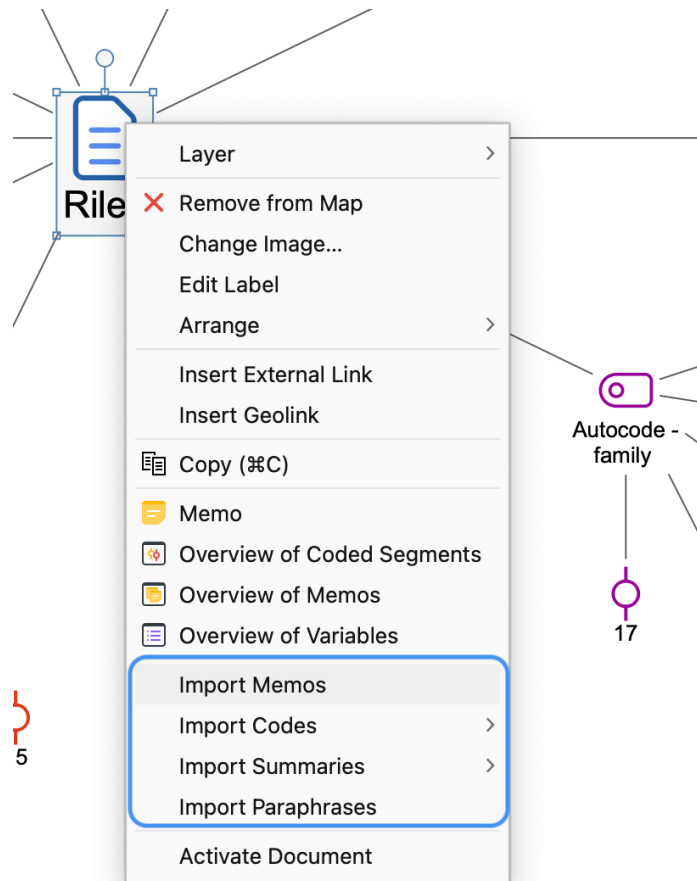 Rile
Layer
Remove from Map
Change Image...
Edit Label
Arrange
Insert External Link
Insert Geolink
Copy (⌘C)
Memo
Overview of Coded Segments
Overview of Memos
Overview of Variables
Import Memos
Import Codes
Import Summaries
Import Paraphrases
Activate Document
Autocode -
family
17
5